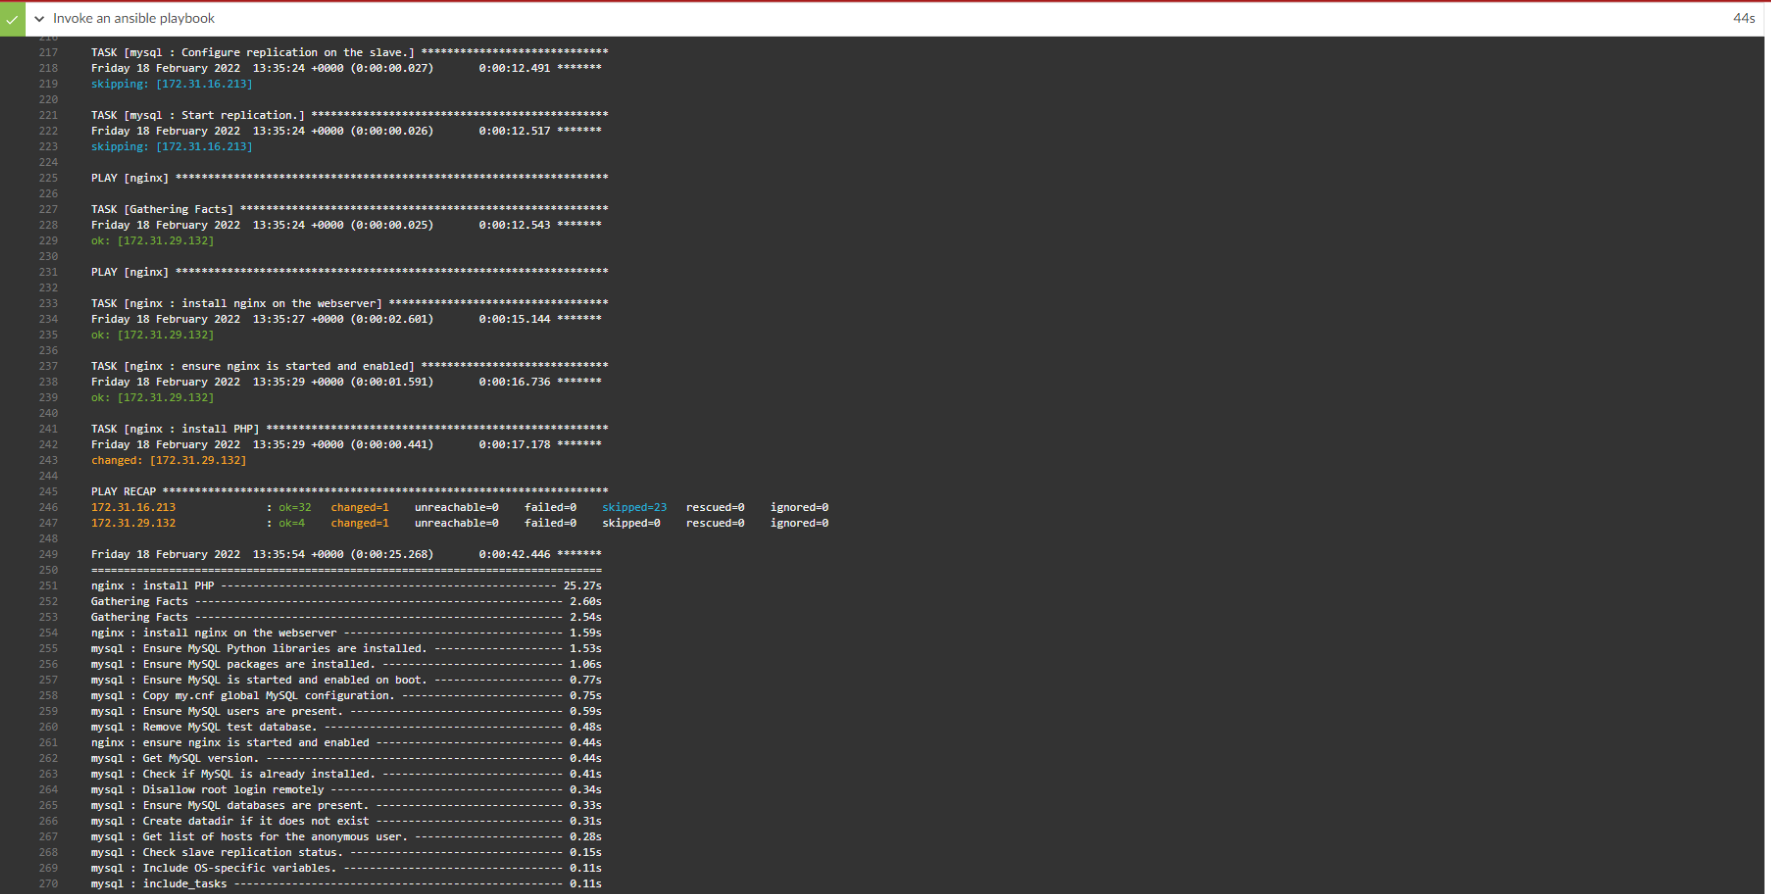 Invoke an ansible playbook 44s
216
217 TASK [mysql : Configure replication on the slave.] *****************************
218 Friday 18 February 2022  13:35:24 +0000 (0:00:00.027)       0:00:12.491 *******
219 skipping: [172.31.16.213]
220
221 TASK [mysql : Start replication.] **********************************************
222 Friday 18 February 2022  13:35:24 +0000 (0:00:00.026)       0:00:12.517 *******
223 skipping: [172.31.16.213]
224
225 PLAY [nginx] *******************************************************************
226
227 TASK [Gathering Facts] *********************************************************
228 Friday 18 February 2022  13:35:24 +0000 (0:00:00.025)       0:00:12.543 *******
229 ok: [172.31.29.132]
230
231 PLAY [nginx] *******************************************************************
232
233 TASK [nginx : install nginx on the webserver] **********************************
234 Friday 18 February 2022  13:35:27 +0000 (0:00:02.601)       0:00:15.144 *******
235 ok: [172.31.29.132]
236
237 TASK [nginx : ensure nginx is started and enabled] *****************************
238 Friday 18 February 2022  13:35:29 +0000 (0:00:01.591)       0:00:16.736 *******
239 ok: [172.31.29.132]
240
241 TASK [nginx : install PHP] *****************************************************
242 Friday 18 February 2022  13:35:29 +0000 (0:00:00.441)       0:00:17.178 *******
243 changed: [172.31.29.132]
244
245 PLAY RECAP *********************************************************************
246 172.31.16.213              : ok=32   changed=1    unreachable=0    failed=0    skipped=23   rescued=0    ignored=0
247 172.31.29.132              : ok=4    changed=1    unreachable=0    failed=0    skipped=0    rescued=0    ignored=0
248
249 Friday 18 February 2022  13:35:54 +0000 (0:00:25.268)       0:00:42.446 *******
250 ===============================================================================
251 nginx : install PHP ---------------------------------------------------- 25.27s
252 Gathering Facts --------------------------------------------------------- 2.60s
253 Gathering Facts --------------------------------------------------------- 2.54s
254 nginx : install nginx on the webserver ---------------------------------- 1.59s
255 mysql : Ensure MySQL Python libraries are installed. -------------------- 1.53s
256 mysql : Ensure MySQL packages are installed. ---------------------------- 1.06s
257 mysql : Ensure MySQL is started and enabled on boot. -------------------- 0.77s
258 mysql : Copy my.cnf global MySQL configuration. ------------------------- 0.75s
259 mysql : Ensure MySQL users are present. --------------------------------- 0.59s
260 mysql : Remove MySQL test database. ------------------------------------- 0.48s
261 nginx : ensure nginx is started and enabled ----------------------------- 0.44s
262 mysql : Get MySQL version. ---------------------------------------------- 0.44s
263 mysql : Check if MySQL is already installed. ---------------------------- 0.41s
264 mysql : Disallow root login remotely ------------------------------------ 0.34s
265 mysql : Ensure MySQL databases are present. ----------------------------- 0.33s
266 mysql : Create datadir if it does not exist ----------------------------- 0.31s
267 mysql : Get list of hosts for the anonymous user. ----------------------- 0.28s
268 mysql : Check slave replication status. --------------------------------- 0.15s
269 mysql : Include OS-specific variables. ---------------------------------- 0.11s
270 mysql : include_tasks --------------------------------------------------- 0.11s